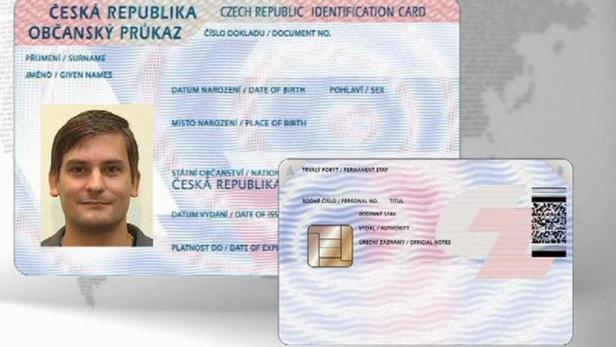 ČESKÁ REPUBLIKA
CZECH REPUBLIC IDENTIFICATION CARD
OBČANSKÝ PRŮKAZ
ČÍSLO DOKLADU / DOCUMENT NO.
PŘÍJMENÍ / SURNAME
JMÉNO / GIVEN NAMES
DATUM NAROZENÍ / DATE OF BIRTH
POHLAVÍ / SEX
MÍSTO NAROZENÍ / PLACE OF BIRTH
STÁTNÍ OBČANSTVÍ / NATION
ČESKÁ REPUBLIKA
DATUM VYDÁNÍ / DATE OF ISS
PLATNOST DO / DATE OF EXP
TRVALÝ POBYT / PERMANENT STAY
RODNÉ ČÍSLO / PERSONAL NO.
TITUL
RODINNÝ STAV
VYDAL / AUTHORITY
ÚŘEDNÍ ZÁZNAMY / OFFICIAL NOTES
CZ